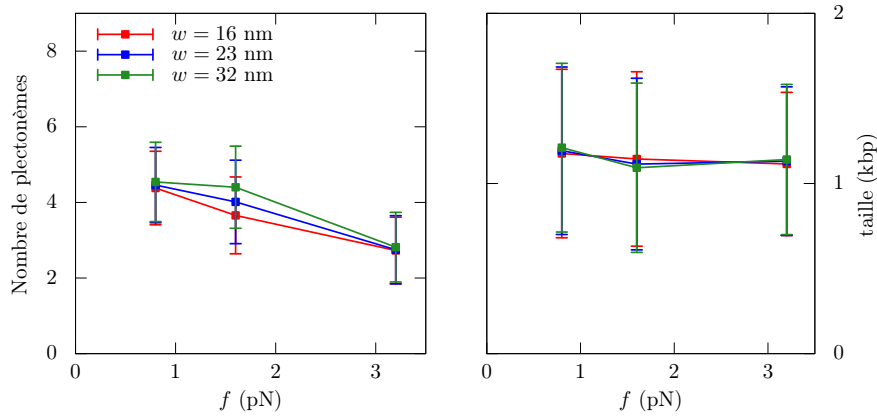 Nombre de plectonèmes
8
6
4
2
0
w = 16 nm
w = 23 nm
w = 32 nm
0 1 2 3
f (pN)
2
1
0
taille (kbp)
0 1 2 3
f (pN)